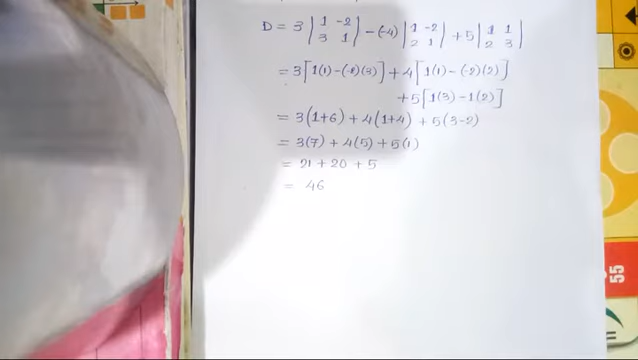 D = 3 | 1 -2 3 1 | - (-4) | 1 -2 2 1 | + 5 | 1 1 2 3 |
= 3[1(1) - (-2)(3)] + 4[1(1) - (-2)(2)]
+ 5[1(3) - 1(2)]
= 3(1+6) + 4(1+4) + 5(3-2)
= 3(7) + 4(5) + 5(1)
= 21 + 20 + 5
= 46
55